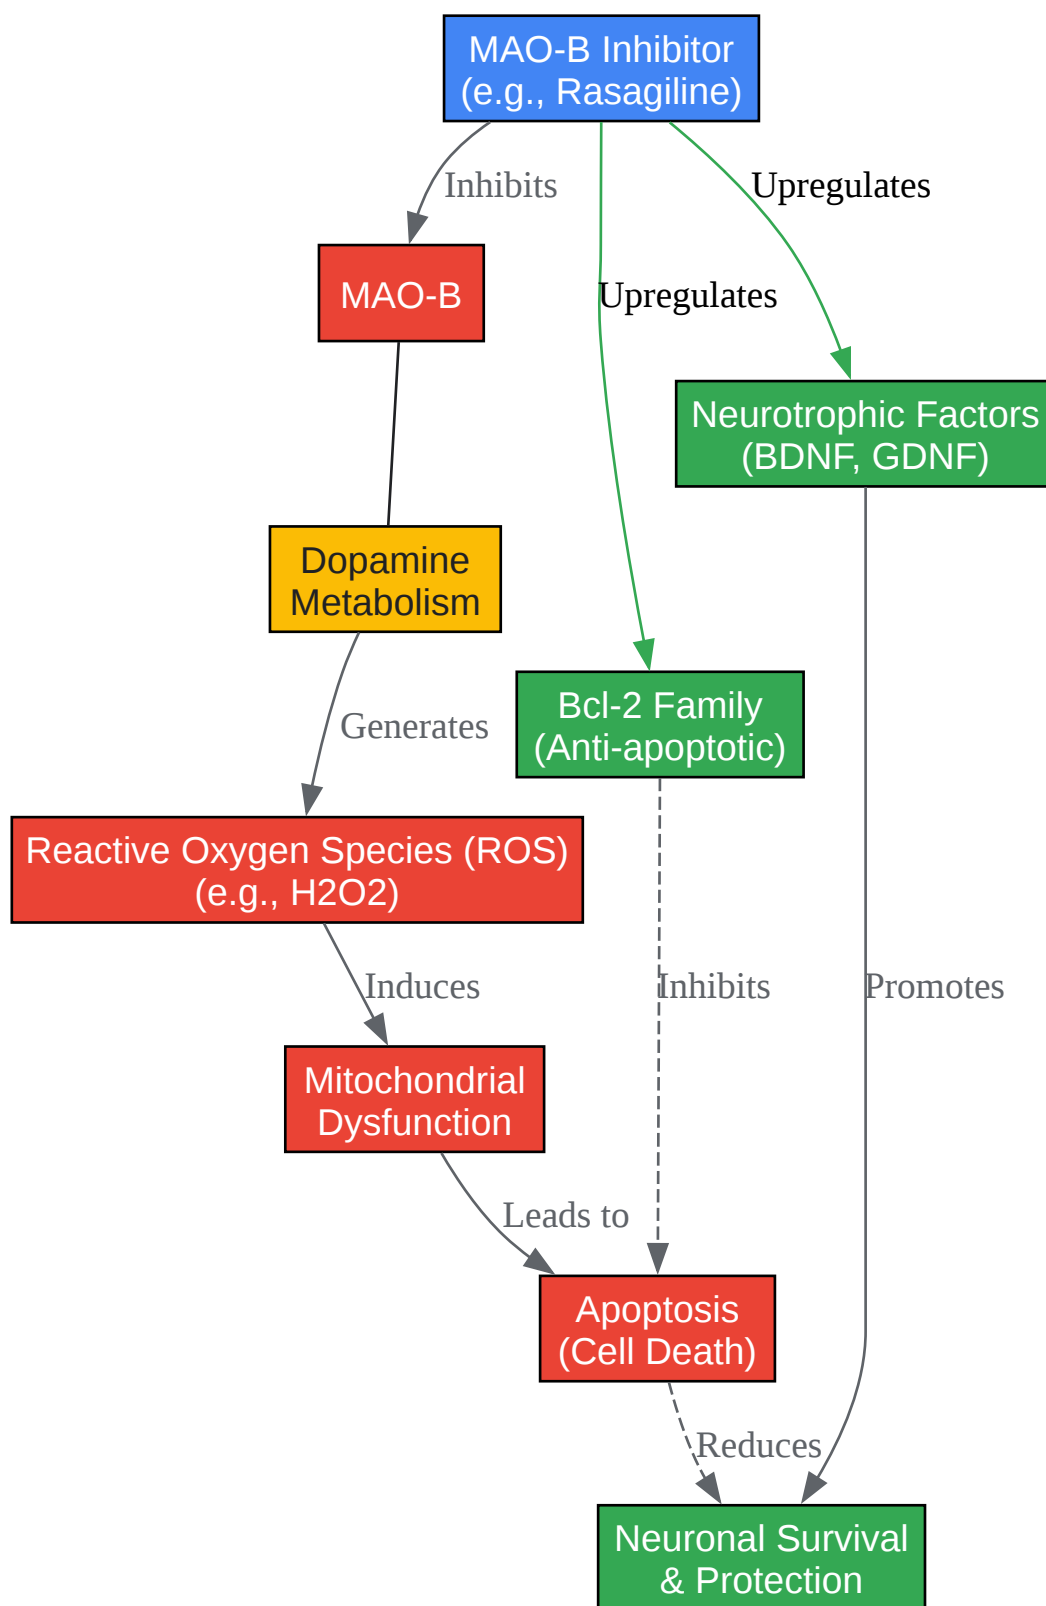 MAO-B Inhibitor
(e.g., Rasagiline)
Inhibits
Upregulates
MAO-B
Upregulates
Neurotrophic Factors
(BDNF, GDNF)
Dopamine
Metabolism
Generates
Bcl-2 Family
(Anti-apoptotic)
Reactive Oxygen Species (ROS)
(e.g., H2O2)
Induces
Inhibits
Promotes
Mitochondrial
Dysfunction
Leads to
Apoptosis
(Cell Death)
Reduces
Neuronal Survival
& Protection